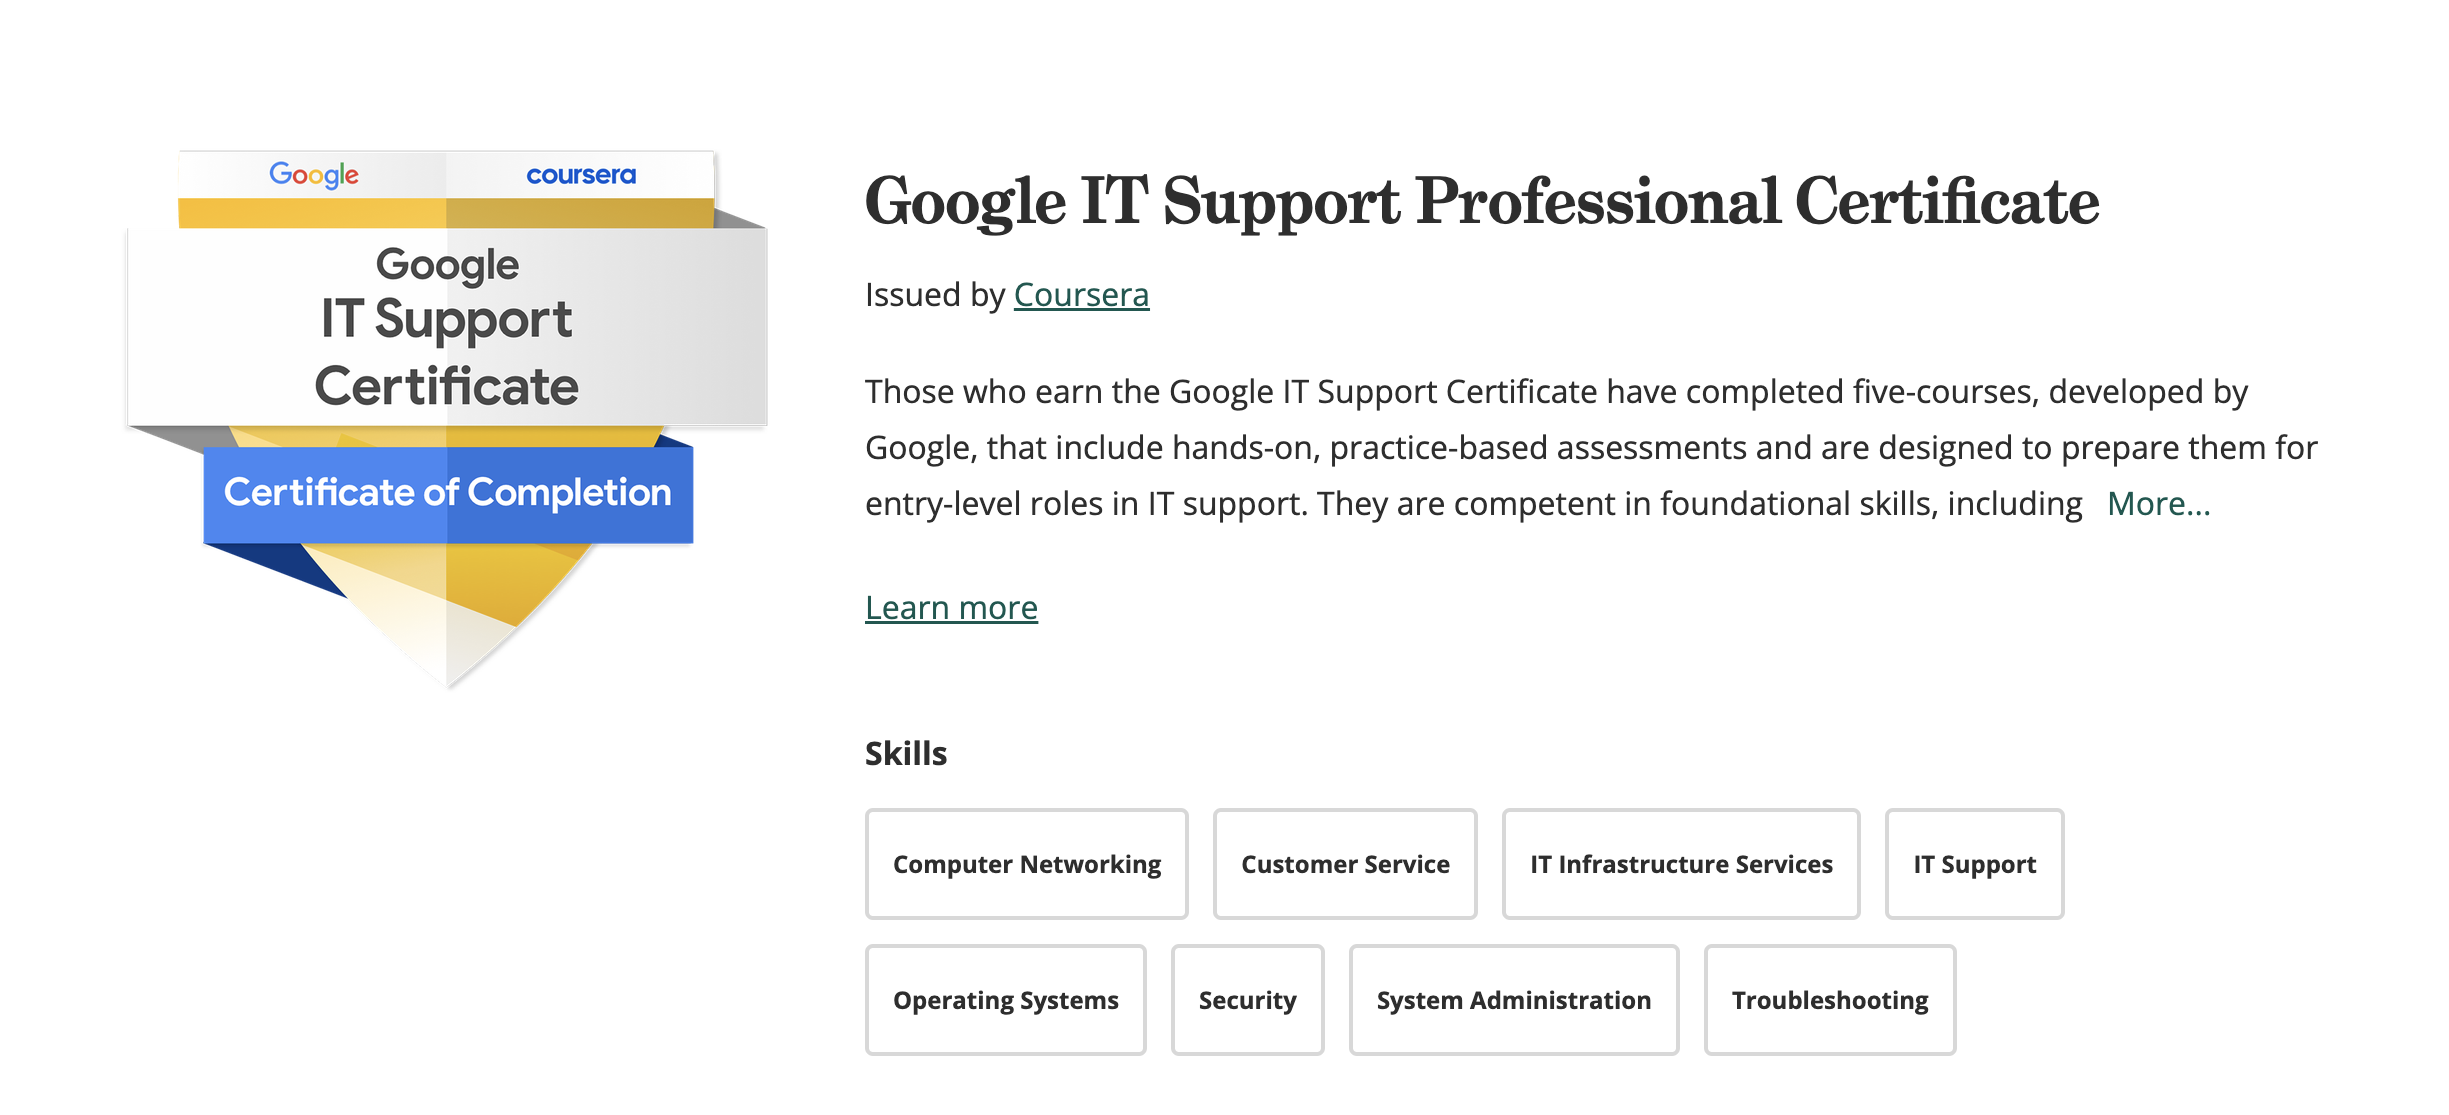 Google coursera
Google
IT Support
Certificate
Certificate of Completion
Google IT Support Professional Certificate
Issued by Coursera
Those who earn the Google IT Support Certificate have completed five-courses, developed by
Google, that include hands-on, practice-based assessments and are designed to prepare them for
entry-level roles in IT support. They are competent in foundational skills, including More...
Learn more
Skills
Computer Networking Customer Service IT Infrastructure Services IT Support
Operating Systems Security System Administration Troubleshooting